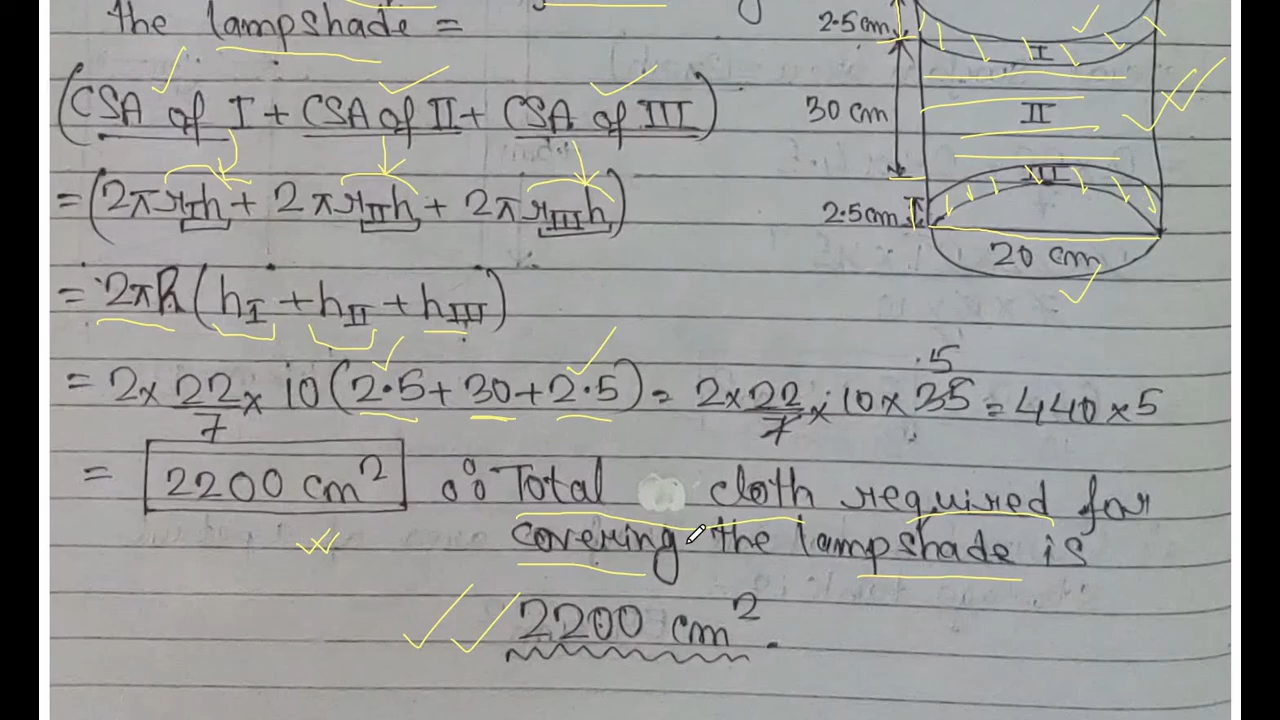 the lampshade =
(CSA of I + CSA of II + CSA of III)
= (2πr_I h + 2πr_II h + 2πr_III h)
= 2πR (h_I + h_II + h_III)
= 2 × 22/7 × 10 (2.5 + 30 + 2.5) = 2 × 22/7 × 10 × 35 = 440 × 5
5
= 2200 cm² ∴ Total cloth required for
covering the lampshade is
2200 cm².
2.5 cm
I
30 cm
II
III
2.5 cm
20 cm